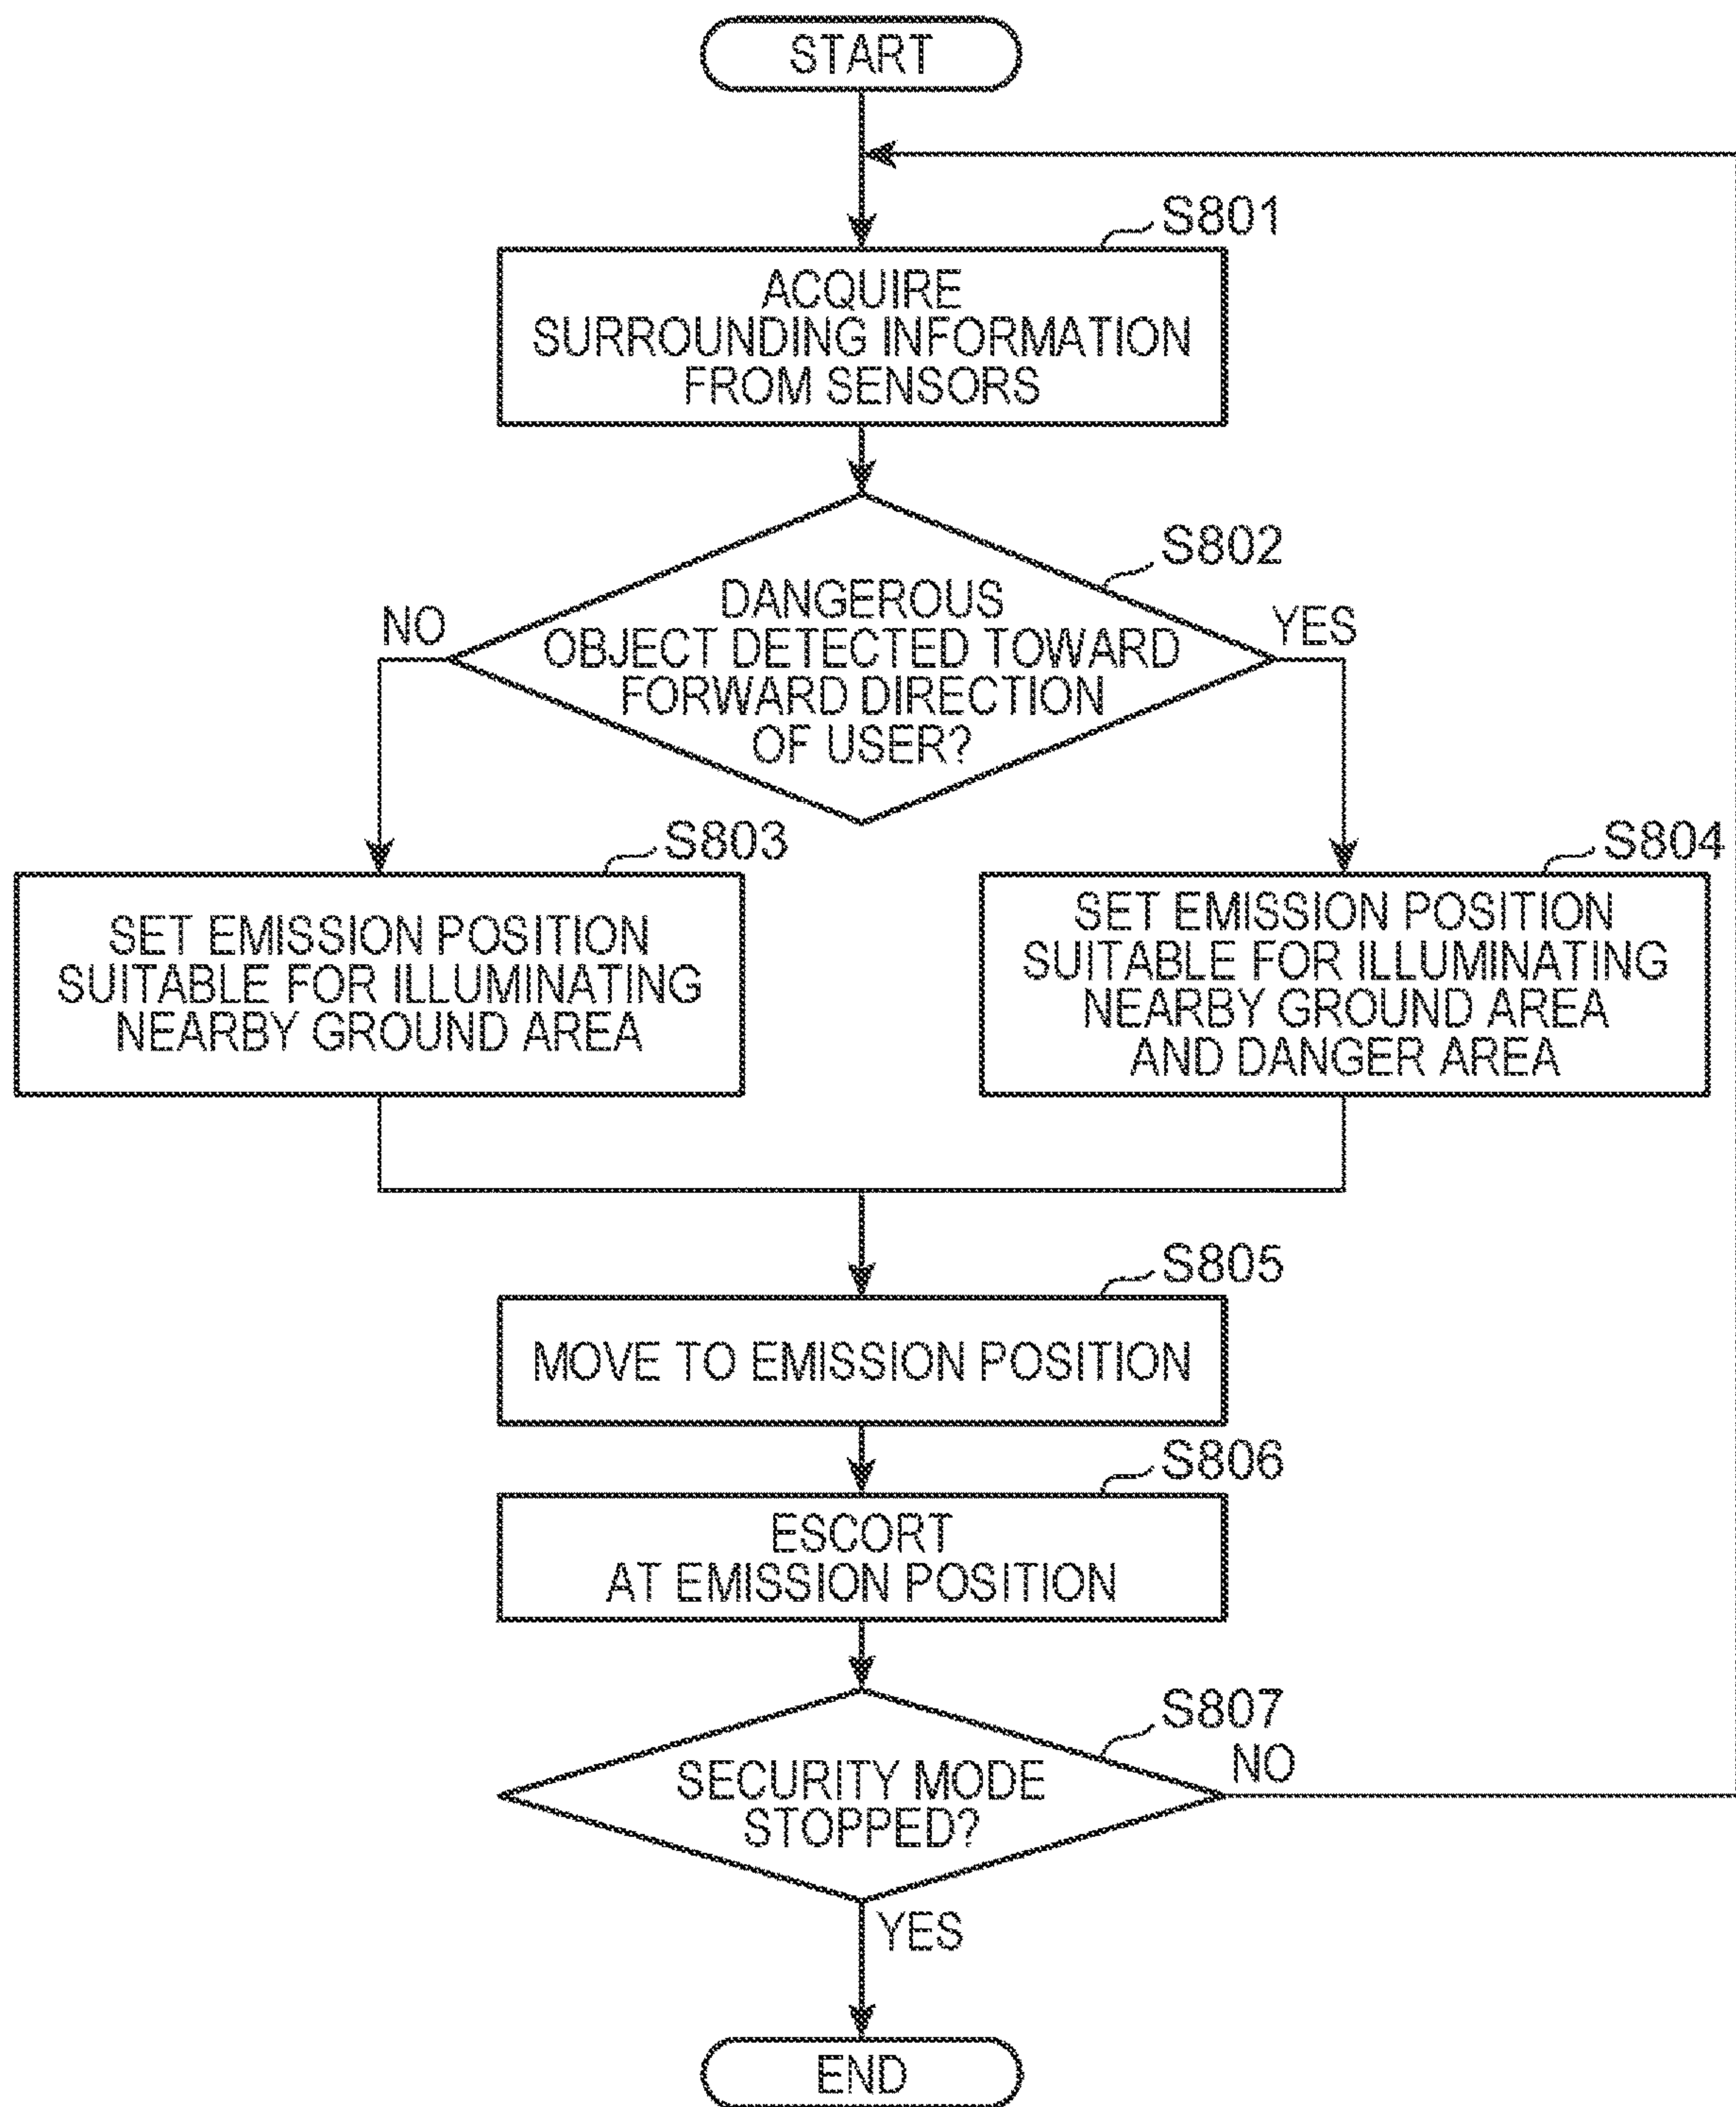 START
S801
ACQUIRE
SURROUNDING INFORMATION
FROM SENSORS
S802
DANGEROUS
OBJECT DETECTED TOWARD
FORWARD DIRECTION
OF USER?
NO
YES
S803
SET EMISSION POSITION
SUITABLE FOR ILLUMINATING
NEARBY GROUND AREA
S804
SET EMISSION POSITION
SUITABLE FOR ILLUMINATING
NEARBY GROUND AREA
AND DANGER AREA
S805
MOVE TO EMISSION POSITION
S806
ESCORT
AT EMISSION POSITION
S807
SECURITY MODE
STOPPED?
NO
YES
END